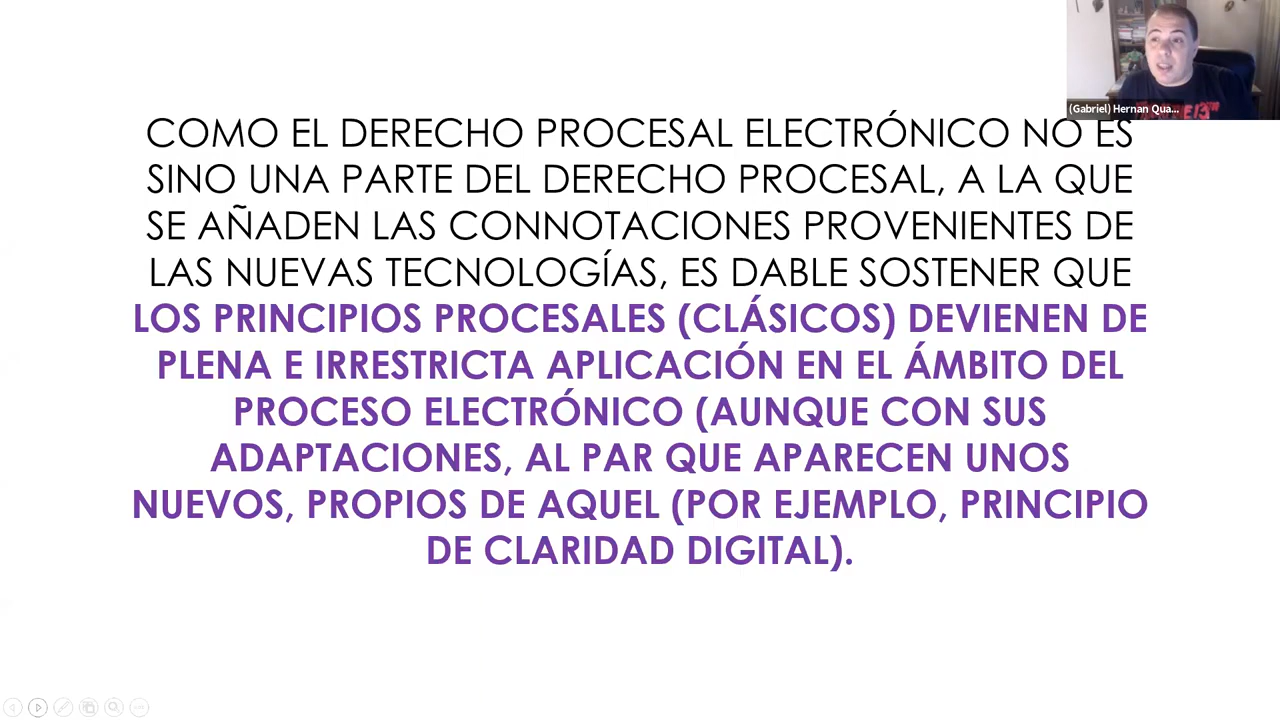 (Gabriel) Hernan Qua...
COMO EL DERECHO PROCESAL ELECTRÓNICO NO ES
SINO UNA PARTE DEL DERECHO PROCESAL, A LA QUE
SE AÑADEN LAS CONNOTACIONES PROVENIENTES DE
LAS NUEVAS TECNOLOGÍAS, ES DABLE SOSTENER QUE
LOS PRINCIPIOS PROCESALES (CLÁSICOS) DEVIENEN DE
PLENA E IRRESTRICTA APLICACIÓN EN EL ÁMBITO DEL
PROCESO ELECTRÓNICO (AUNQUE CON SUS
ADAPTACIONES, AL PAR QUE APARECEN UNOS
NUEVOS, PROPIOS DE AQUEL (POR EJEMPLO, PRINCIPIO
DE CLARIDAD DIGITAL).